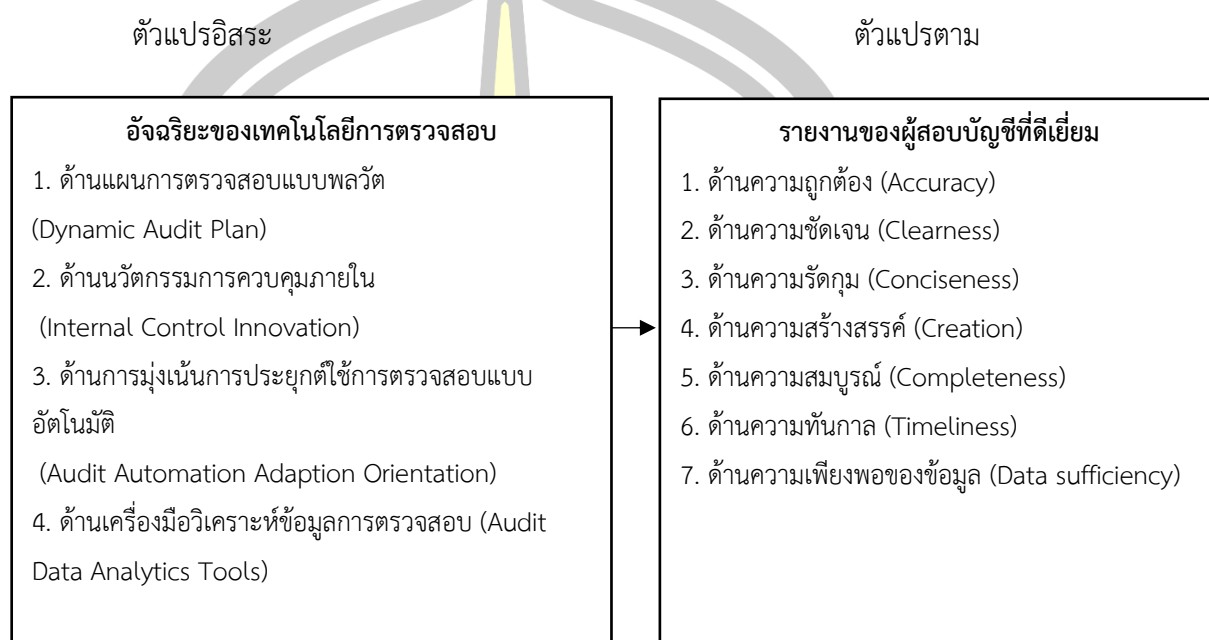 ตัวแปรอิสระ
ตัวแปรตาม
อัจฉริยะของเทคโนโลยีการตรวจสอบ
1. ด้านแผนการตรวจสอบแบบพลวัต
(Dynamic Audit Plan)
2. ด้านนวัตกรรมการควบคุมภายใน
(Internal Control Innovation)
3. ด้านการมุ่งเน้นการประยุกต์ใช้การตรวจสอบแบบ
อัตโนมัติ
(Audit Automation Adaption Orientation)
4. ด้านเครื่องมือวิเคราะห์ข้อมูลการตรวจสอบ (Audit
Data Analytics Tools)
รายงานของผู้สอบบัญชีที่ดีเยี่ยม
1. ด้านความถูกต้อง (Accuracy)
2. ด้านความชัดเจน (Clearness)
3. ด้านความรัดกุม (Conciseness)
4. ด้านความสร้างสรรค์ (Creation)
5. ด้านความสมบูรณ์ (Completeness)
6. ด้านความทันกาล (Timeliness)
7. ด้านความเพียงพอของข้อมูล (Data sufficiency)